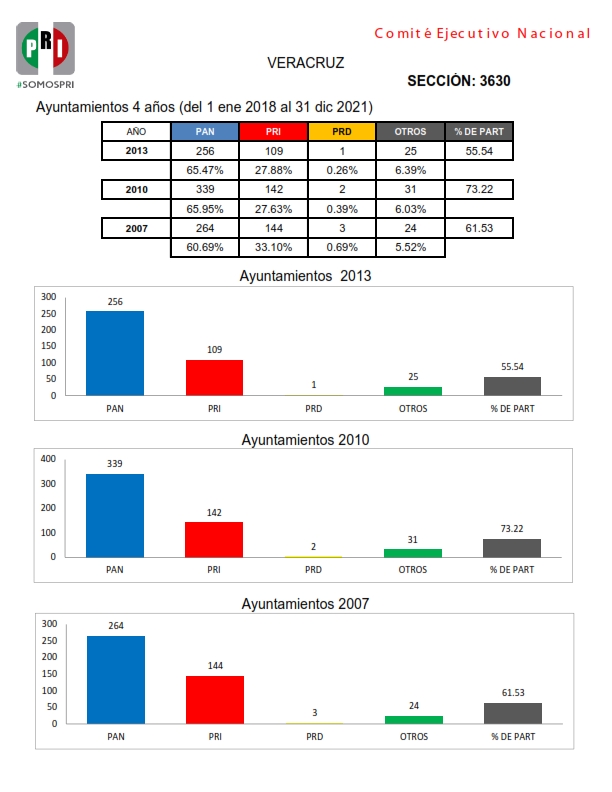 Comité Ejecutivo Nacional
PRI
#SOMOSPRI
VERACRUZ
SECCIÓN: 3630
Ayuntamientos 4 años (del 1 ene 2018 al 31 dic 2021)
AÑO PAN PRI PRD OTROS % DE PART
2013 256 109 1 25 55.54
65.47% 27.88% 0.26% 6.39%
2010 339 142 2 31 73.22
65.95% 27.63% 0.39% 6.03%
2007 264 144 3 24 61.53
60.69% 33.10% 0.69% 5.52%
Ayuntamientos 2013
300
250
200
150
100
50
0
256
109
1
25
55.54
PAN PRI PRD OTROS % DE PART
Ayuntamientos 2010
400
300
200
100
0
339
142
2
31
73.22
PAN PRI PRD OTROS % DE PART
Ayuntamientos 2007
300
250
200
150
100
50
0
264
144
3
24
61.53
PAN PRI PRD OTROS % DE PART